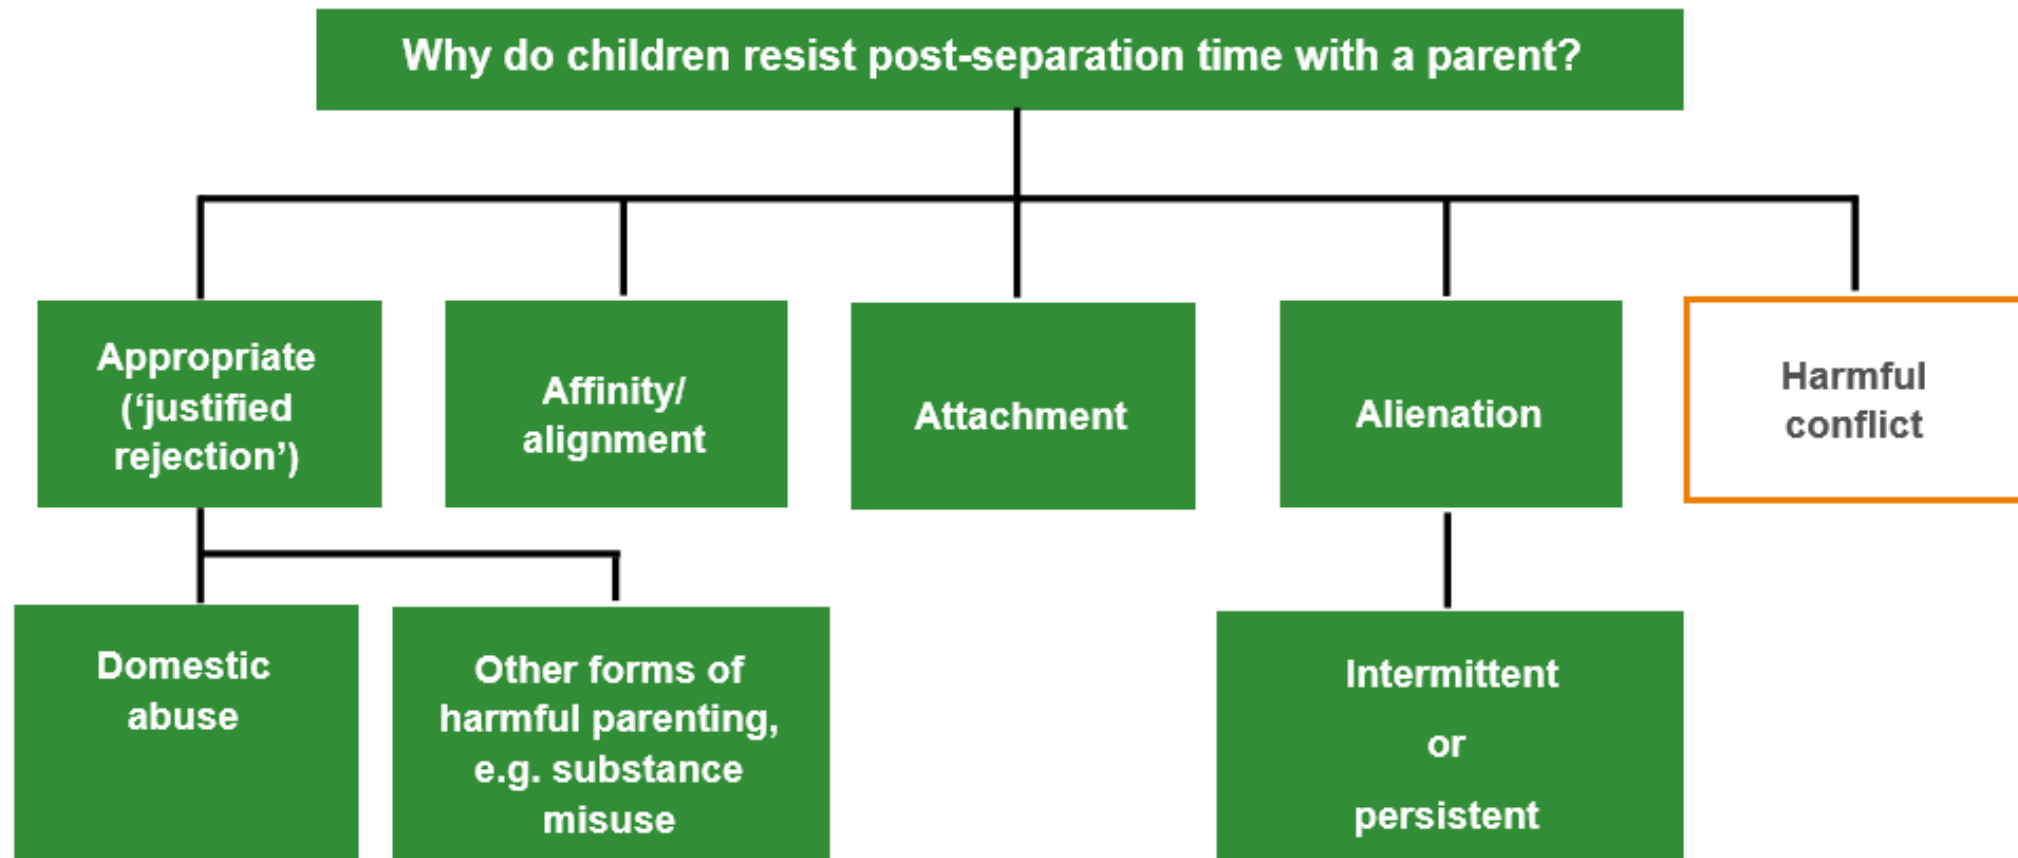 Why do children resist post-separation time with a parent?
Appropriate
(‘justified
rejection’)
Affinity/
alignment
Attachment
Alienation
Harmful
conflict
Domestic
abuse
Other forms of
harmful parenting,
e.g. substance
misuse
Intermittent
or
persistent